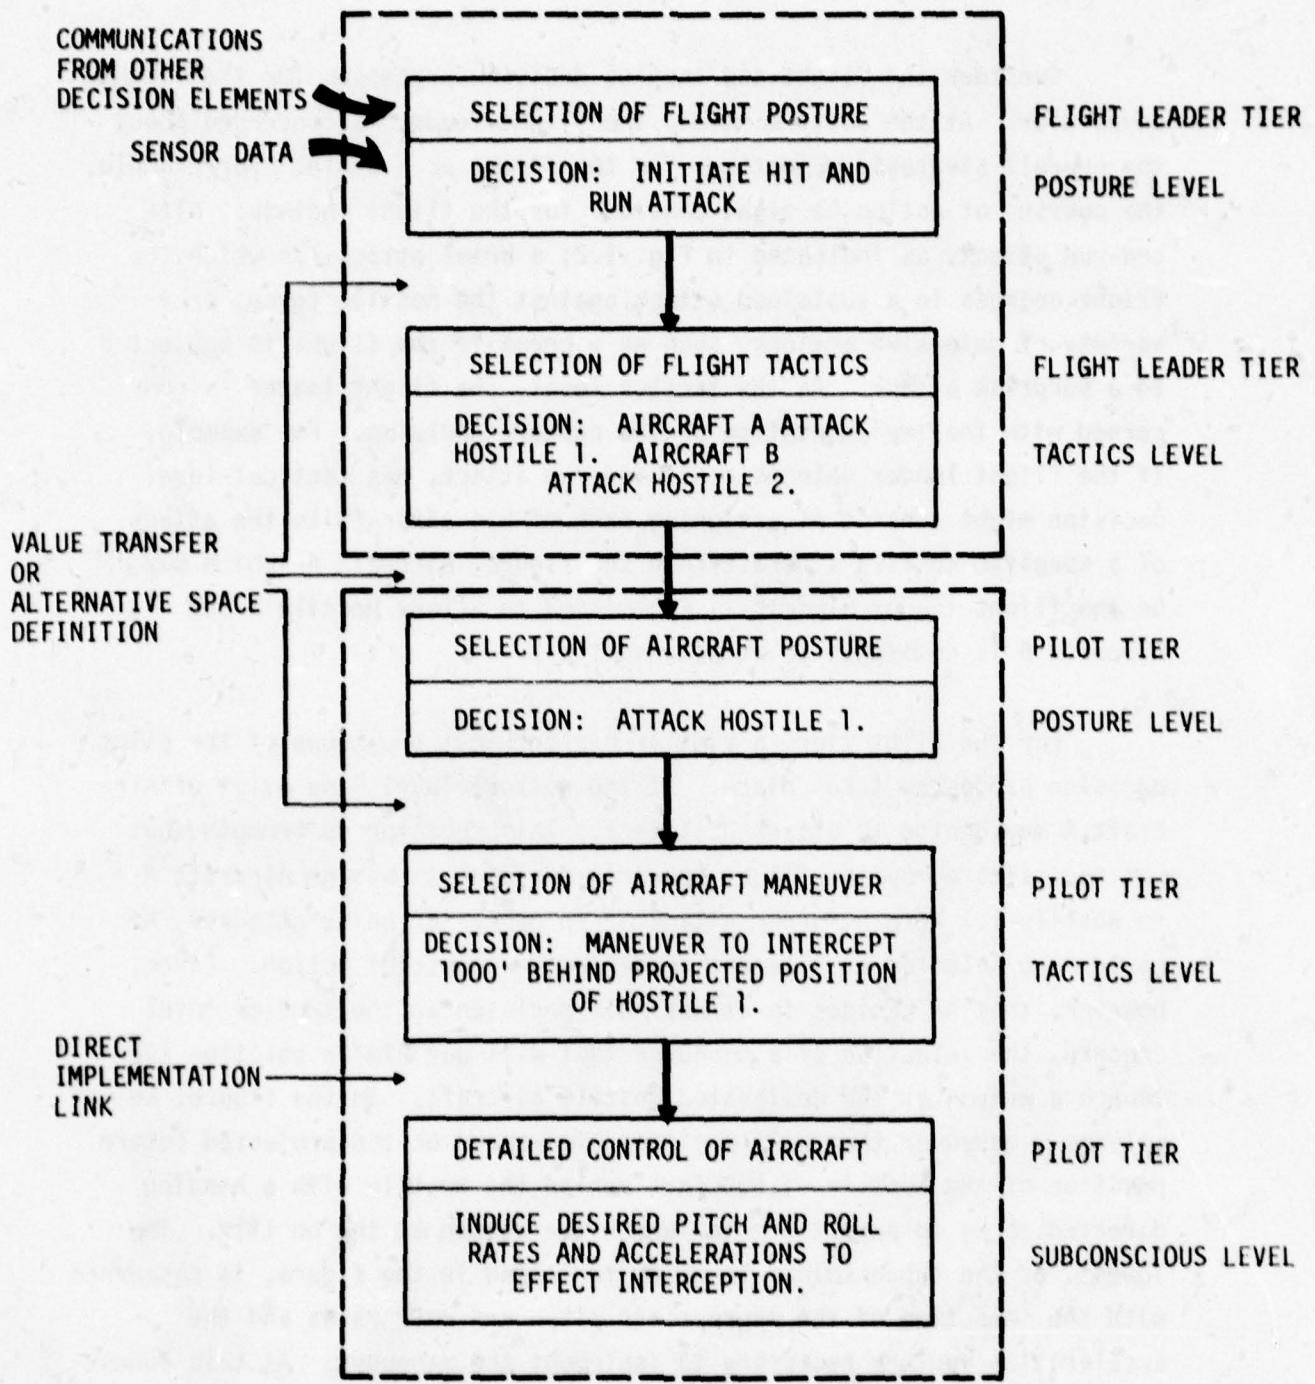 COMMUNICATIONS
FROM OTHER
DECISION ELEMENTS
SENSOR DATA
SELECTION OF FLIGHT POSTURE
DECISION: INITIATE HIT AND
RUN ATTACK
FLIGHT LEADER TIER
POSTURE LEVEL
SELECTION OF FLIGHT TACTICS
DECISION: AIRCRAFT A ATTACK
HOSTILE 1. AIRCRAFT B
ATTACK HOSTILE 2.
FLIGHT LEADER TIER
TACTICS LEVEL
VALUE TRANSFER
OR
ALTERNATIVE SPACE
DEFINITION
SELECTION OF AIRCRAFT POSTURE
DECISION: ATTACK HOSTILE 1.
PILOT TIER
POSTURE LEVEL
SELECTION OF AIRCRAFT MANEUVER
DECISION: MANEUVER TO INTERCEPT
1000' BEHIND PROJECTED POSITION
OF HOSTILE 1.
PILOT TIER
TACTICS LEVEL
DIRECT
IMPLEMENTATION
LINK
DETAILED CONTROL OF AIRCRAFT
INDUCE DESIRED PITCH AND ROLL
RATES AND ACCELERATIONS TO
EFFECT INTERCEPTION.
PILOT TIER
SUBCONSCIOUS LEVEL